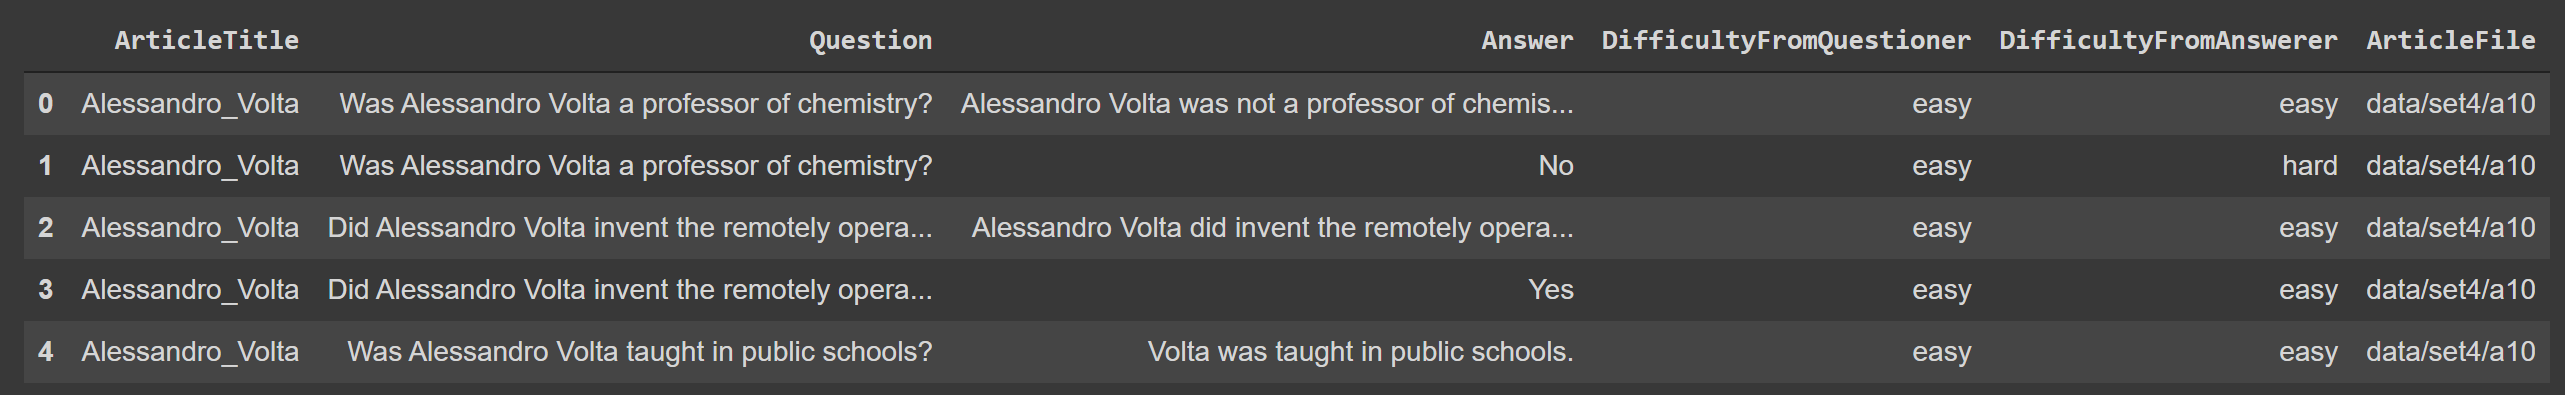 ArticleTitle Question Answer DifficultyFromQuestioner DifficultyFromAnswerer ArticleFile
0 Alessandro_Volta Was Alessandro Volta a professor of chemistry? Alessandro Volta was not a professor of chemis... easy easy data/set4/a10
1 Alessandro_Volta Was Alessandro Volta a professor of chemistry? No easy hard data/set4/a10
2 Alessandro_Volta Did Alessandro Volta invent the remotely opera... Alessandro Volta did invent the remotely opera... easy easy data/set4/a10
3 Alessandro_Volta Did Alessandro Volta invent the remotely opera... Yes easy easy data/set4/a10
4 Alessandro_Volta Was Alessandro Volta taught in public schools? Volta was taught in public schools. easy easy data/set4/a10